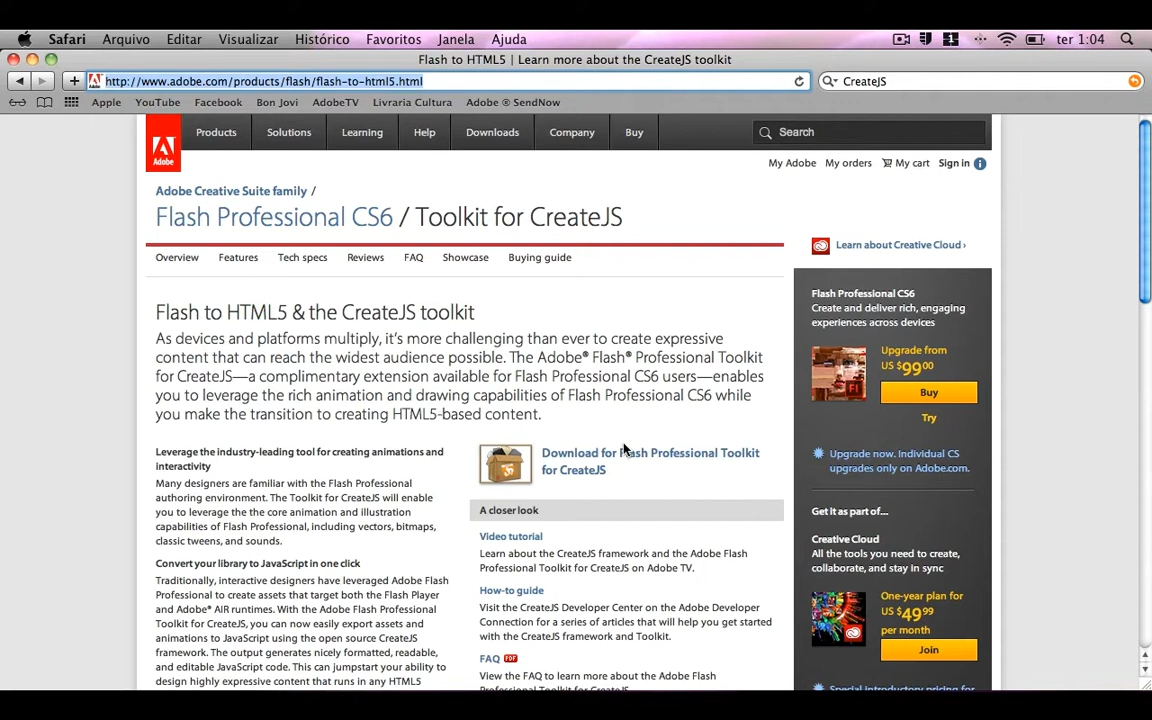 Safari Arquivo Editar Visualizar Histórico Favoritos Janela Ajuda 1 ter 1:04
Flash to HTML5 | Learn more about the CreateJS toolkit
http://www.adobe.com/products/flash/flash-to-html5.html CreateJS
Apple YouTube Facebook Bon Jovi AdobeTV Livraria Cultura Adobe ® SendNow
Adobe
Products Solutions Learning Help Downloads Company Buy Search
My Adobe My orders My cart Sign in i
Adobe Creative Suite family /
Flash Professional CS6 / Toolkit for CreateJS
Learn about Creative Cloud ›
Overview Features Tech specs Reviews FAQ Showcase Buying guide
Flash to HTML5 & the CreateJS toolkit
As devices and platforms multiply, it's more challenging than ever to create expressive
content that can reach the widest audience possible. The Adobe® Flash® Professional Toolkit
for CreateJS—a complimentary extension available for Flash Professional CS6 users—enables
you to leverage the rich animation and drawing capabilities of Flash Professional CS6 while
you make the transition to creating HTML5-based content.
Leverage the industry-leading tool for creating animations and
interactivity
Many designers are familiar with the Flash Professional
authoring environment. The Toolkit for CreateJS will enable
you to leverage the the core animation and illustration
capabilities of Flash Professional, including vectors, bitmaps,
classic tweens, and sounds.
Convert your library to JavaScript in one click
Traditionally, interactive designers have leveraged Adobe Flash
Professional to create assets that target both the Flash Player
and Adobe® AIR runtimes. With the Adobe Flash Professional
Toolkit for CreateJS, you can now easily export assets and
animations to JavaScript using the open source CreateJS
framework. The output generates nicely formatted, readable,
and editable JavaScript code. This can jumpstart your ability to
design highly expressive content that runs in any HTML5
Download for Flash Professional Toolkit
for CreateJS
A closer look
Video tutorial
Learn about the CreateJS framework and the Adobe Flash
Professional Toolkit for CreateJS on Adobe TV.
How-to guide
Visit the CreateJS Developer Center on the Adobe Developer
Connection for a series of articles that will help you get started
with the CreateJS framework and Toolkit.
FAQ PDF
View the FAQ to learn more about the Adobe Flash
Professional Toolkit for CreateJS
Flash Professional CS6
Create and deliver rich, engaging
experiences across devices
Fl
Upgrade from
US $99.00
Buy
Try
Upgrade now. Individual CS
upgrades only on Adobe.com.
Get it as part of...
Creative Cloud
All the tools you need to create,
collaborate, and stay in sync
One-year plan for
US $49.99
per month
Join
Special introductory pricing for